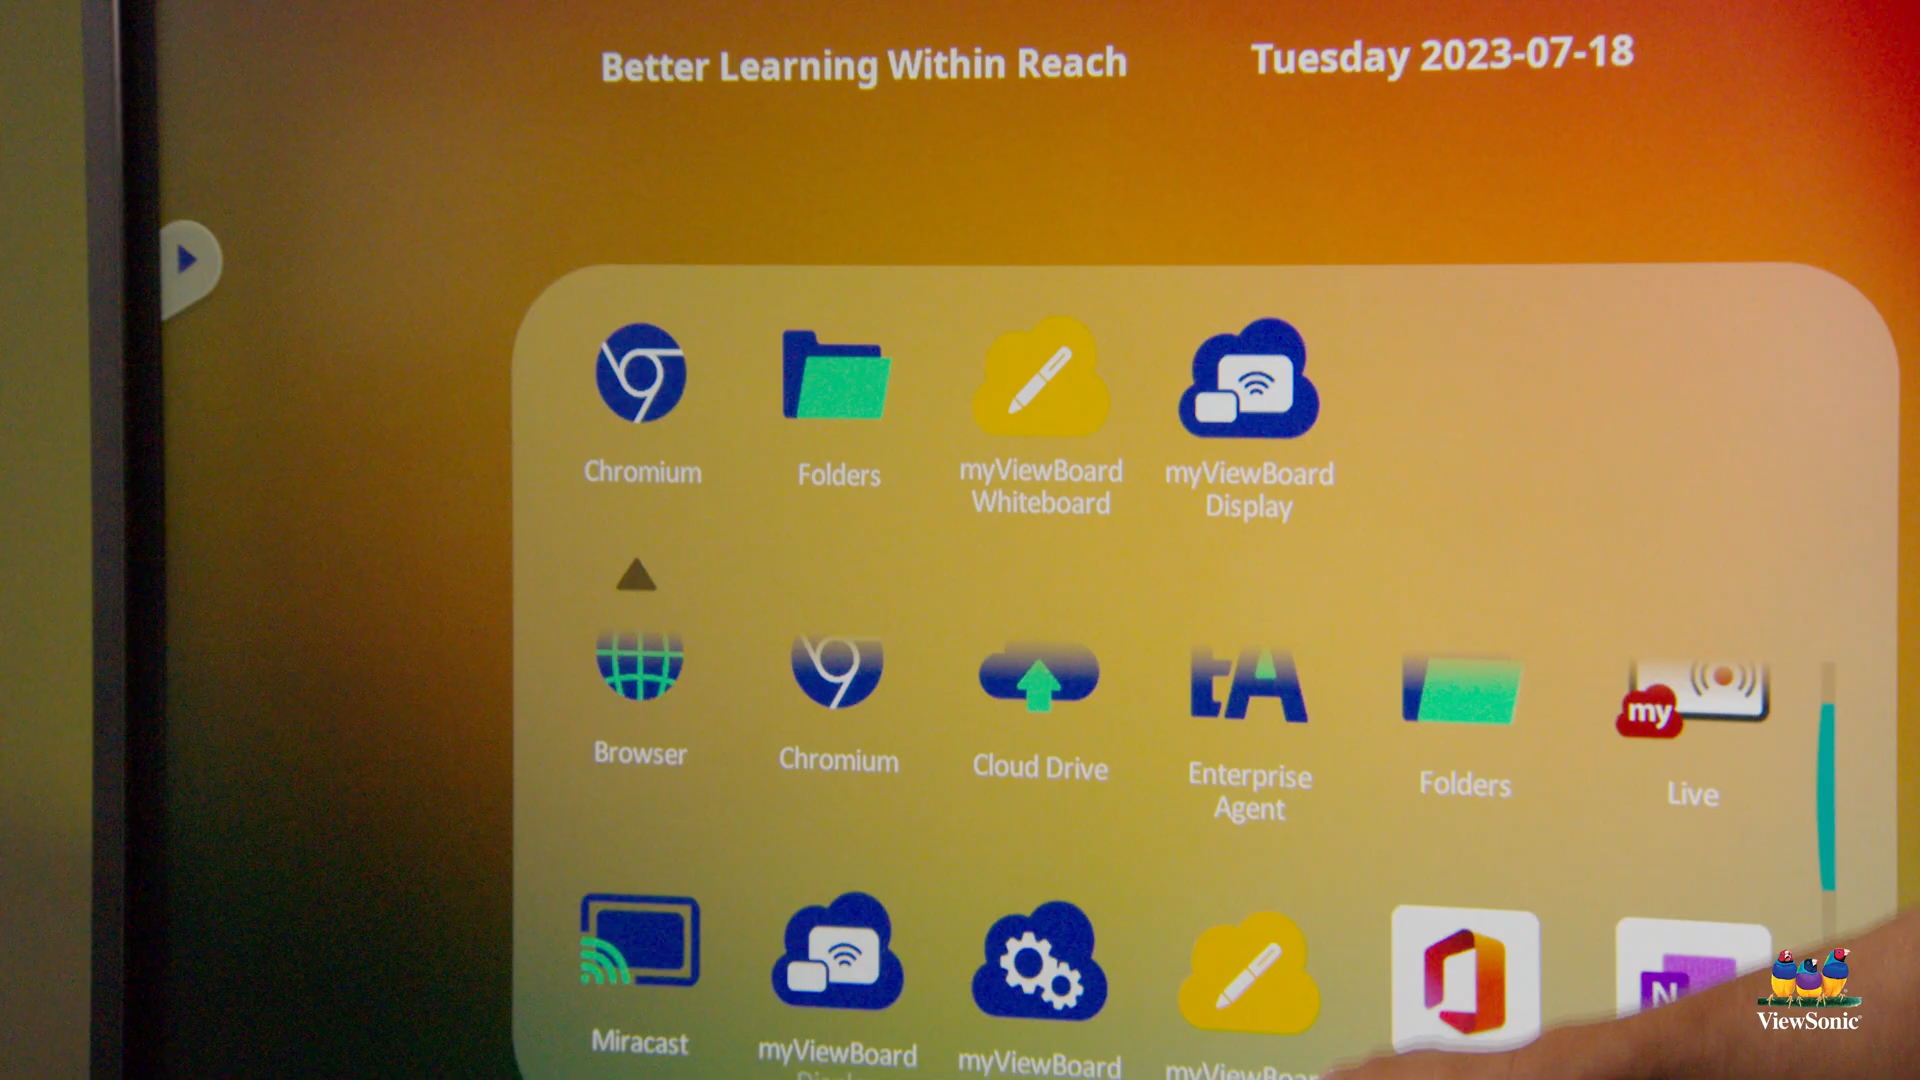 Better Learning Within Reach
Tuesday 2023-07-18
Chromium
Folders
myViewBoard
Whiteboard
myViewBoard
Display
EA
Browser
Chromium
Cloud Drive
Enterprise
Agent
Folders
my
Live
Miracast
myViewBoard
myViewBoard
N
ViewSonic